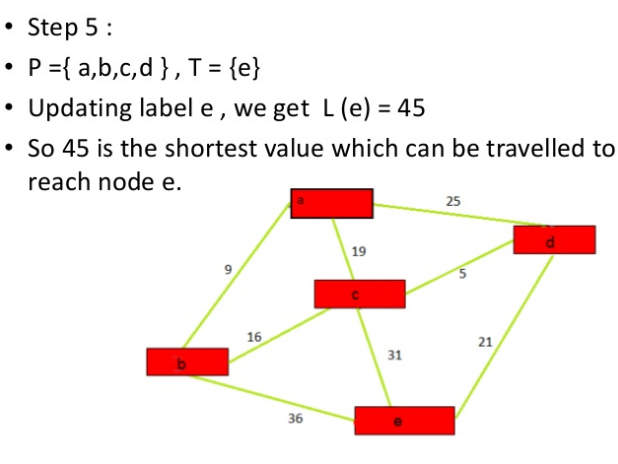 • Step 5 :
• P ={ a,b,c,d } , T = {e}
• Updating label e , we get L (e) = 45
• So 45 is the shortest value which can be travelled to
reach node e.
a
25
d
19
9
5
c
16
21
31
b
36
e